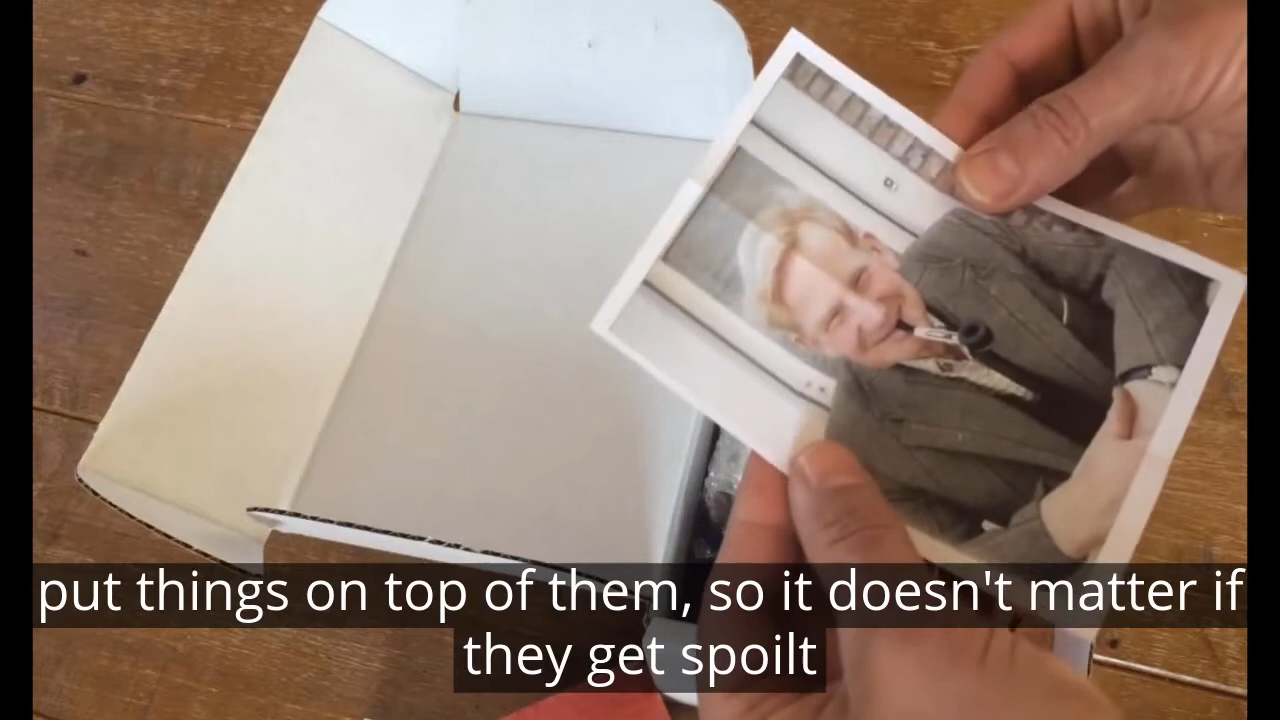 put things on top of them, so it doesn't matter if
they get spoilt